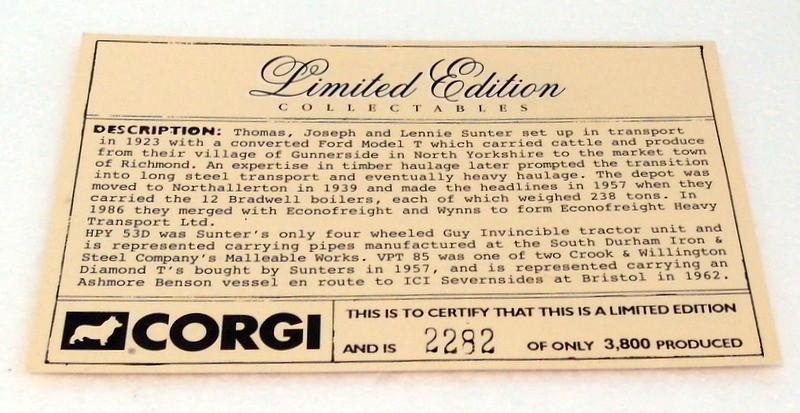 Limited Edition
COLLECTABLES
DESCRIPTION: Thomas, Joseph and Lennie Sunter set up in transport
in 1923 with a converted Ford Model T which carried cattle and produce
from their village of Gunnerside in North Yorkshire to the market town
of Richmond. An expertise in timber haulage later prompted the transition
into long steel transport and eventually heavy haulage. The depot was
moved to Northallerton in 1939 and made the headlines in 1957 when they
carried the 12 Bradwell boilers, each of which weighed 238 tons. In
1986 they merged with Econofreight and Wynns to form Econofreight Heavy
Transport Ltd.
HPY 53D was Sunter's only four wheeled Guy Invincible tractor unit and
is represented carrying pipes manufactured at the South Durham Iron &
Steel Company's Malleable Works. VPT 85 was one of two Crook & Willington
Diamond T's bought by Sunters in 1957, and is represented carrying an
Ashmore Benson vessel en route to ICI Severnsides at Bristol in 1962.
CORGI
THIS IS TO CERTIFY THAT THIS IS A LIMITED EDITION
AND IS 2282 OF ONLY 3,800 PRODUCED